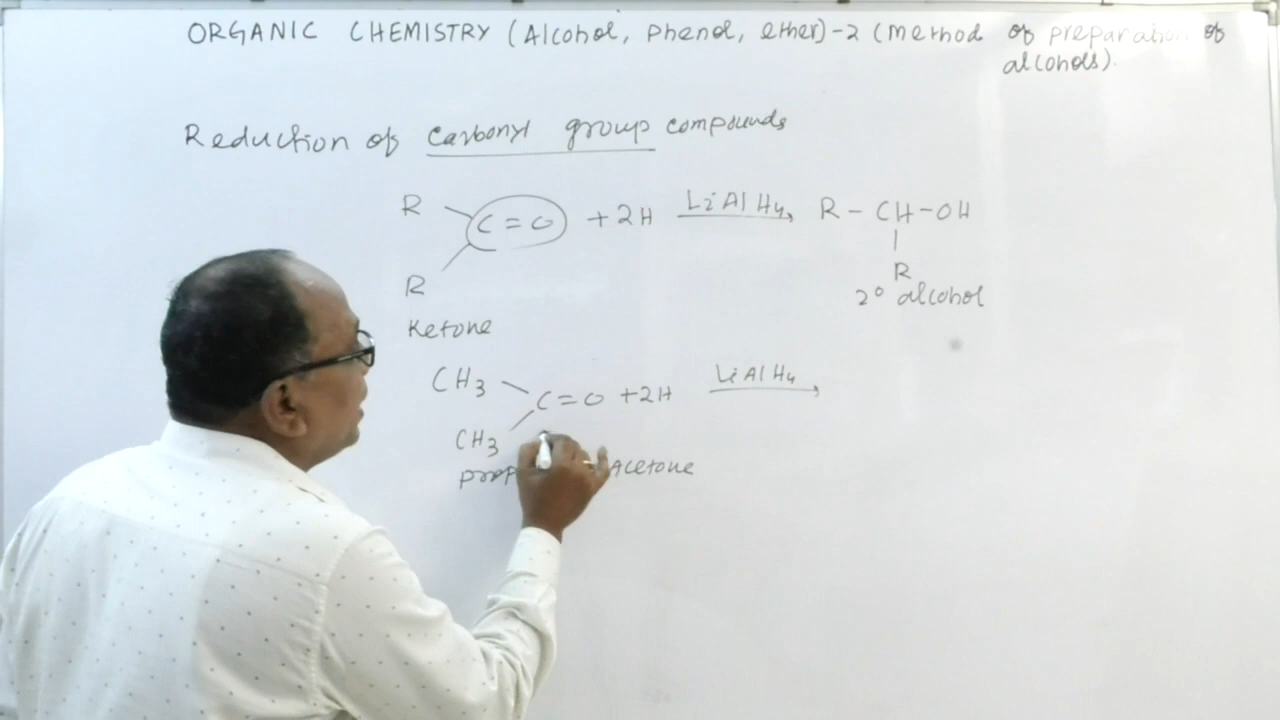 ORGANIC CHEMISTRY (Alcohol, Phenol, ether)-2 (method of preparation of
alcohols).
Reduction of carbonyl group compounds
R
C=O +2H LiAlH4 R-CH-OH
R
R
2° alcohol
Ketone
CH3
C=O +2H LiAlH4
CH3
Acetone